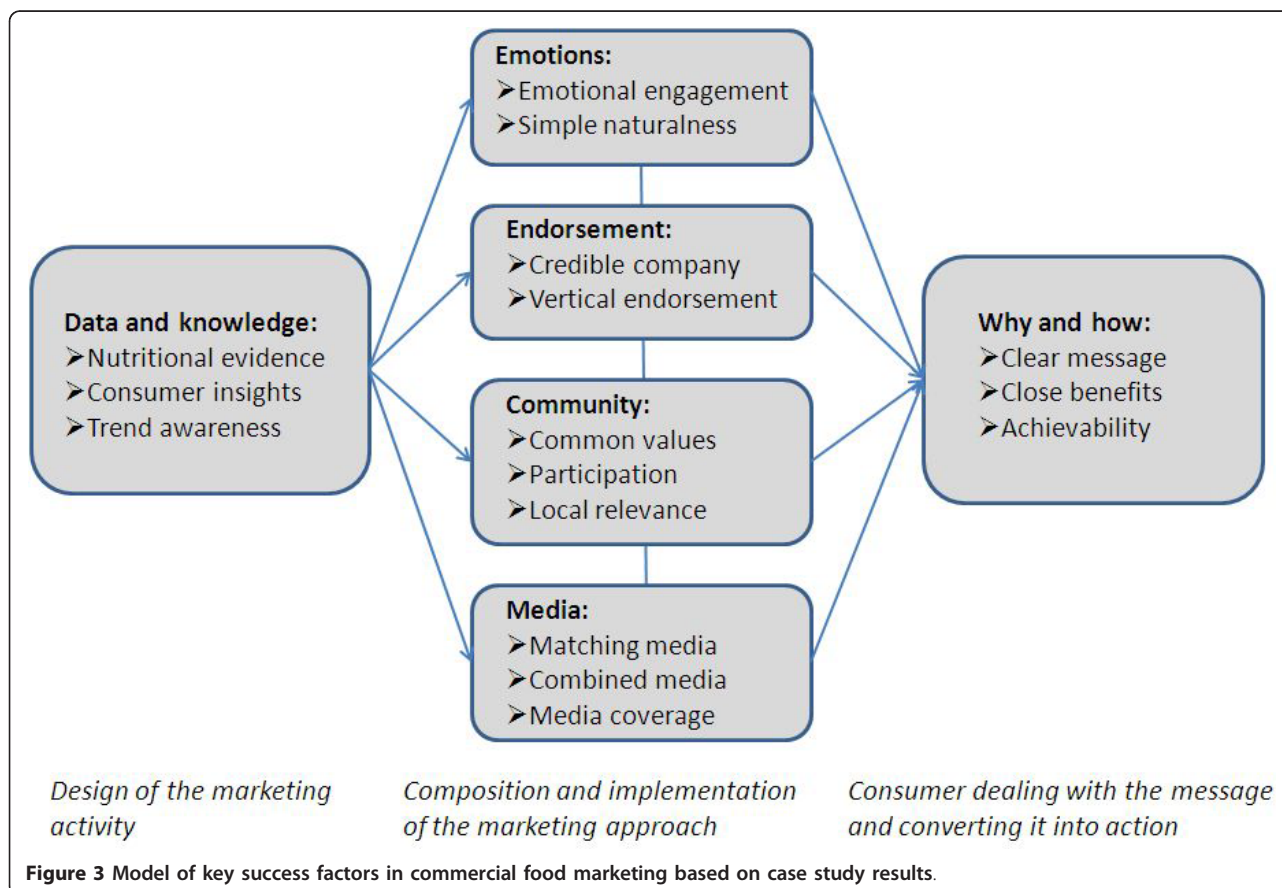 Emotions:
➤Emotional engagement
➤Simple naturalness
Endorsement:
➤Credible company
➤Vertical endorsement
Data and knowledge:
➤Nutritional evidence
➤Consumer insights
➤Trend awareness
Community:
➤Common values
➤Participation
➤Local relevance
Why and how:
➤Clear message
➤Close benefits
➤Achievability
Media:
➤Matching media
➤Combined media
➤Media coverage
Design of the marketing
activity
Composition and implementation
of the marketing approach
Consumer dealing with the message
and converting it into action
Figure 3 Model of key success factors in commercial food marketing based on case study results.